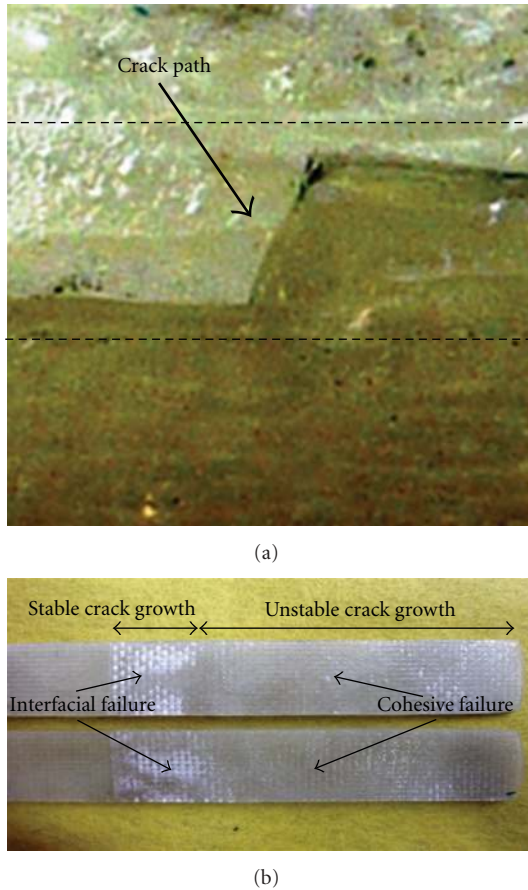 Crack path
(a)
Stable crack growth
Unstable crack growth
Interfacial failure
Cohesive failure
(b)